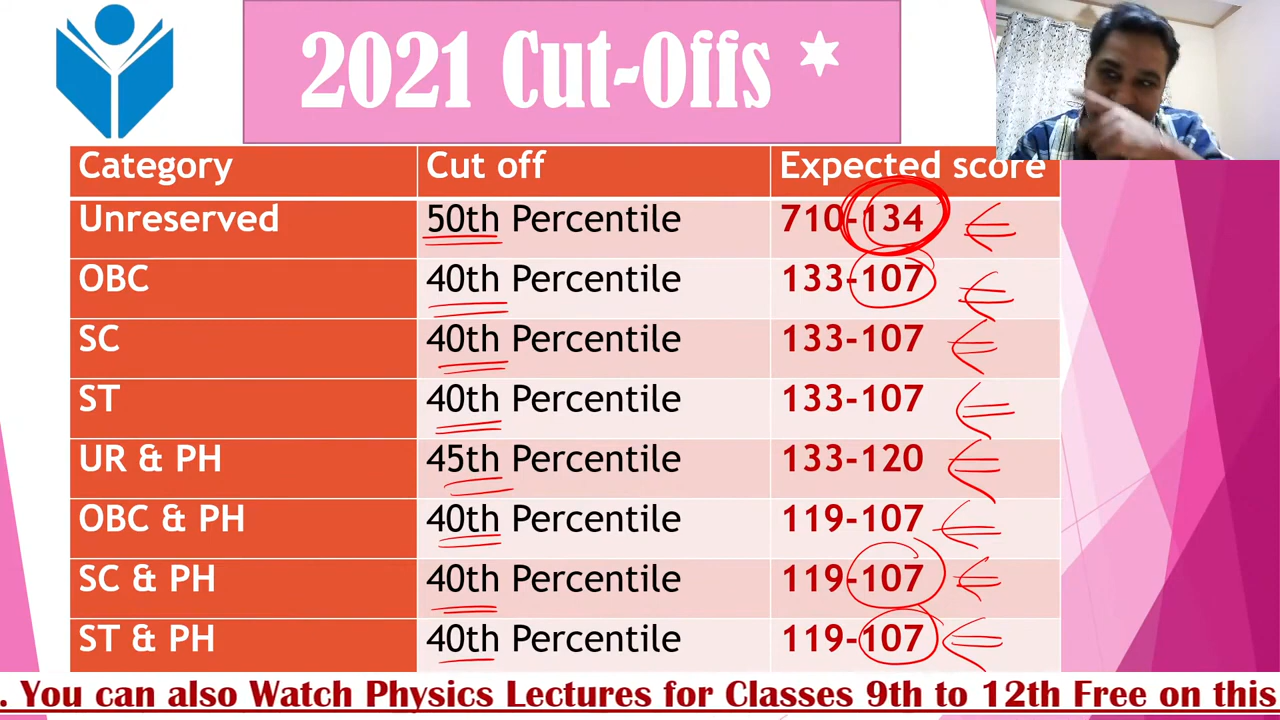 2021 Cut-Offs *
Category Cut off Expected score
Unreserved 50th Percentile 710-134
OBC 40th Percentile 133-107
SC 40th Percentile 133-107
ST 40th Percentile 133-107
UR & PH 45th Percentile 133-120
OBC & PH 40th Percentile 119-107
SC & PH 40th Percentile 119-107
ST & PH 40th Percentile 119-107
. You can also Watch Physics Lectures for Classes 9th to 12th Free on this